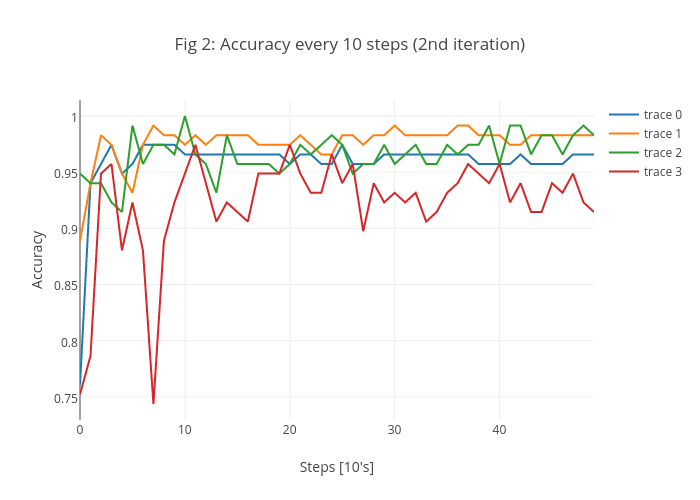 Fig 2: Accuracy every 10 steps (2nd iteration)
trace 0
trace 1
trace 2
trace 3
1
0.95
0.9
0.85
0.8
0.75
Accuracy
0
10
20
30
40
Steps [10's]